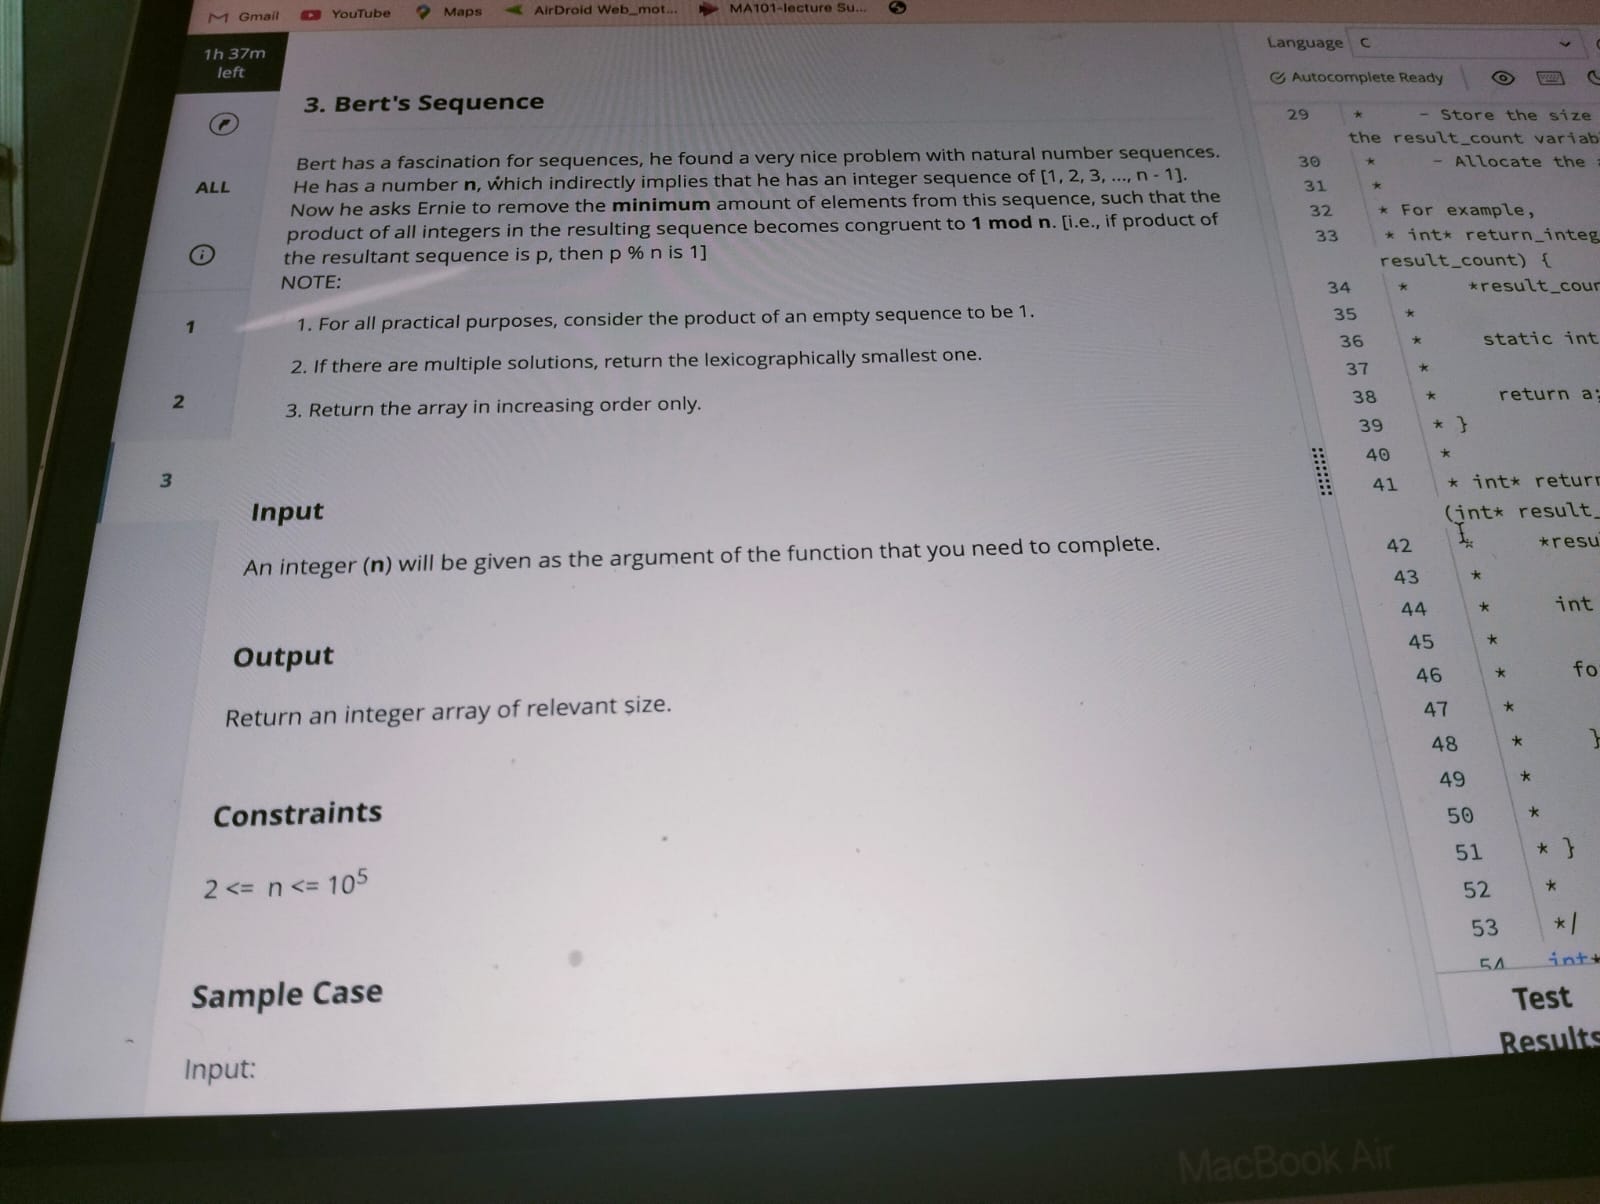 Gmail
YouTube
Maps
AirDroid Web_mot...
MA101-lecture Su...
1h 37m
left
ALL
1
2
3
3. Bert's Sequence
Bert has a fascination for sequences, he found a very nice problem with natural number sequences.
He has a number n, which indirectly implies that he has an integer sequence of [1, 2, 3, ..., n - 1].
Now he asks Ernie to remove the minimum amount of elements from this sequence, such that the
product of all integers in the resulting sequence becomes congruent to 1 mod n. [i.e., if product of
the resultant sequence is p, then p % n is 1]
NOTE:
1. For all practical purposes, consider the product of an empty sequence to be 1.
2. If there are multiple solutions, return the lexicographically smallest one.
3. Return the array in increasing order only.
Input
An integer (n) will be given as the argument of the function that you need to complete.
Output
Return an integer array of relevant size.
Constraints
2 <= n <= 10^5
Sample Case
Input:
Language C
Autocomplete Ready
29 * - Store the size
the result_count variab
30 * - Allocate the
31 *
32 * For example,
33 * int* return_integ
result_count) {
34 * *result_cour
35 *
36 * static int
37 *
38 * return a;
39 * }
40 *
41 * int* return
(int* result_
42 * *resu
43 *
44 * int
45 *
46 * fo
47 *
48 * }
49 *
50 *
51 * }
52 *
53 */
54 int*
Test
Results
MacBook Air